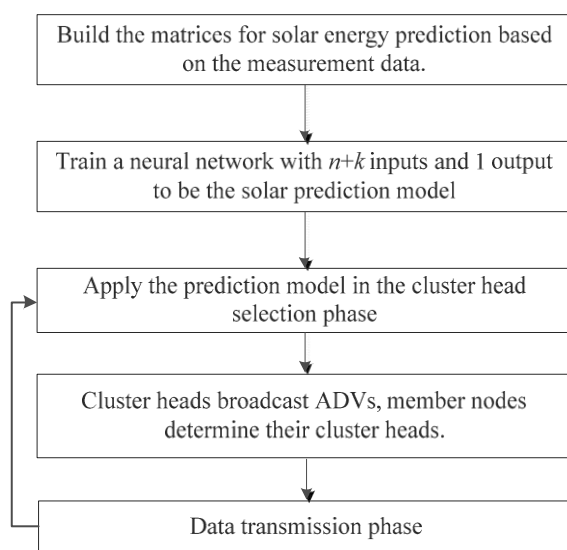 Build the matrices for solar energy prediction based
on the measurement data.
Train a neural network with n+k inputs and 1 output
to be the solar prediction model
Apply the prediction model in the cluster head
selection phase
Cluster heads broadcast ADVs, member nodes
determine their cluster heads.
Data transmission phase